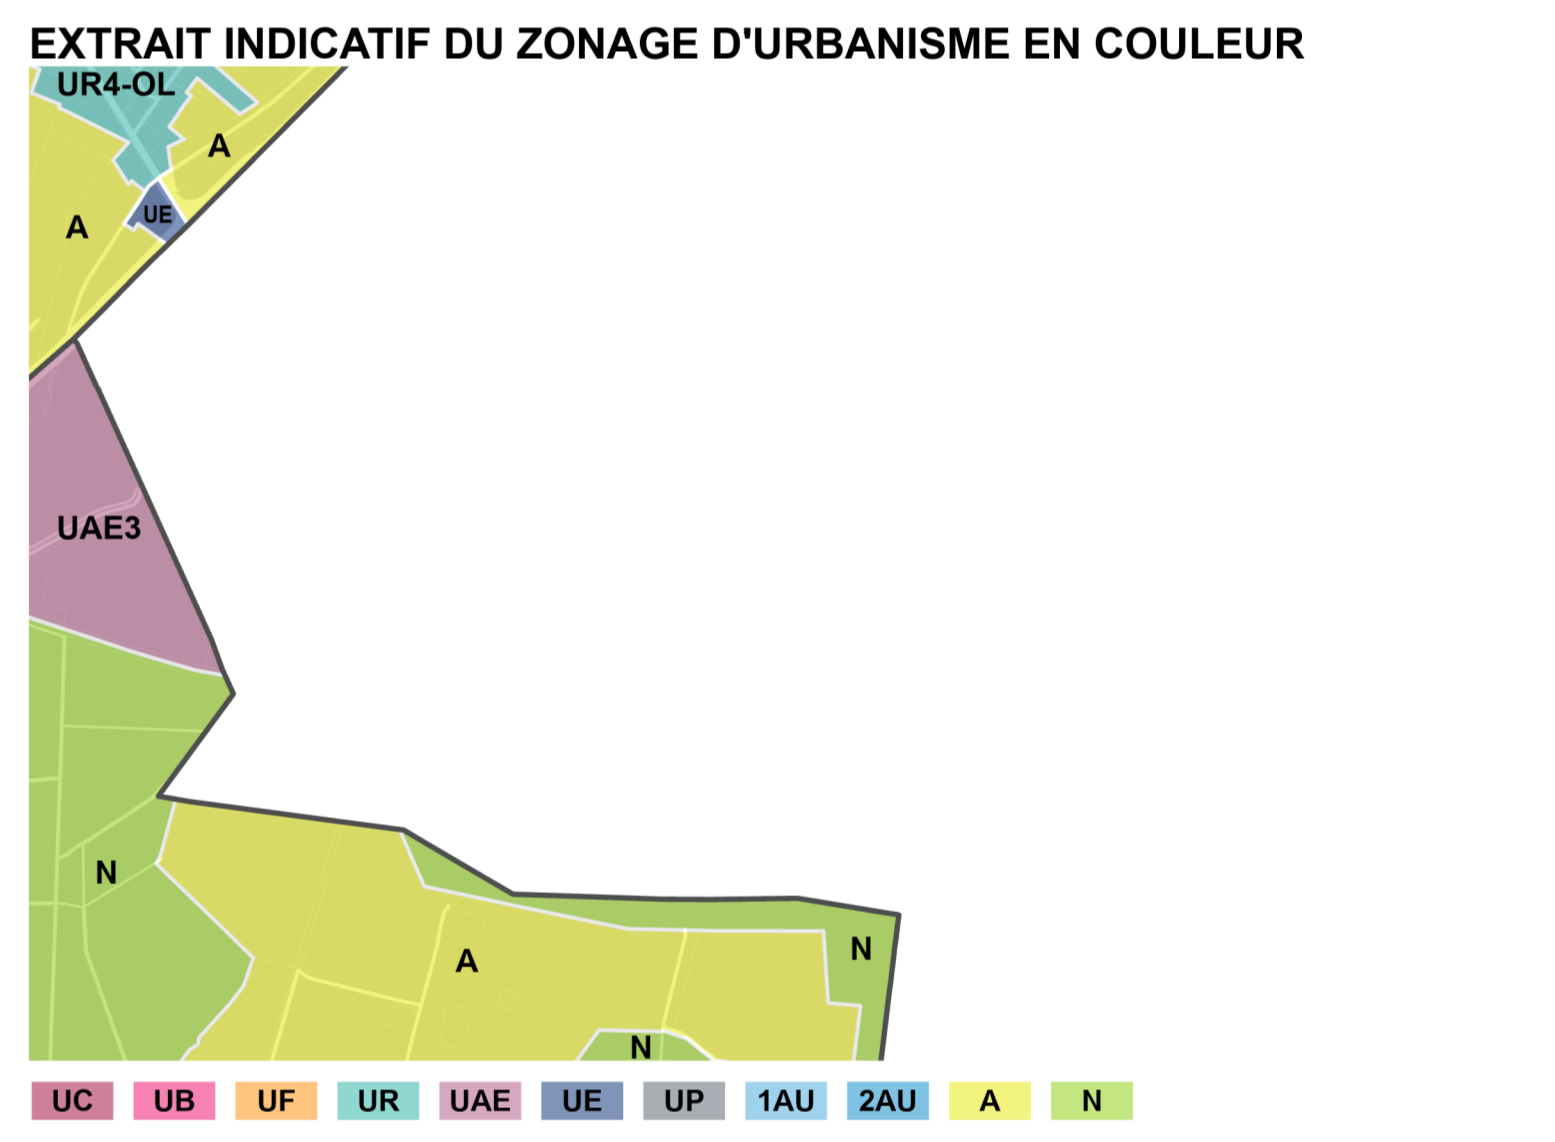 EXTRAIT INDICATIF DU ZONAGE D'URBANISME EN COULEUR
UR4-OL
A
UE
A
UAE3
N
A
N
N
UC UB UF UR UAE UE UP 1AU 2AU A N